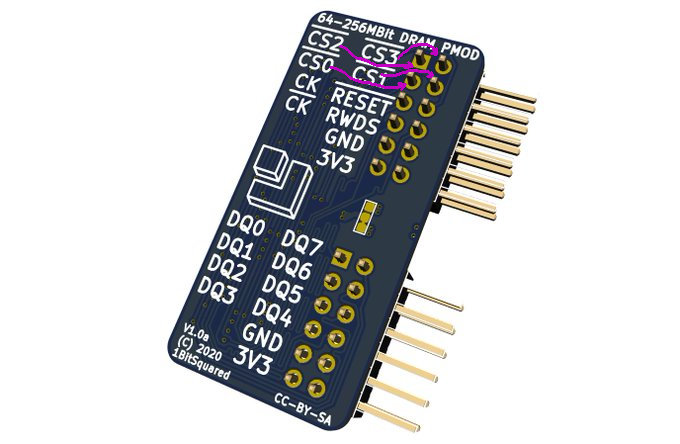 64-256MBit DRAM PMOD
CS2 CS3
CS0 CS1
CK RESET
CK RWDS
GND
3V3
DQ0 DQ7
DQ1 DQ6
DQ2 DQ5
DQ3 DQ4
GND
3V3
V1.0a
(C) 2020
1BitSquared
CC-BY-SA